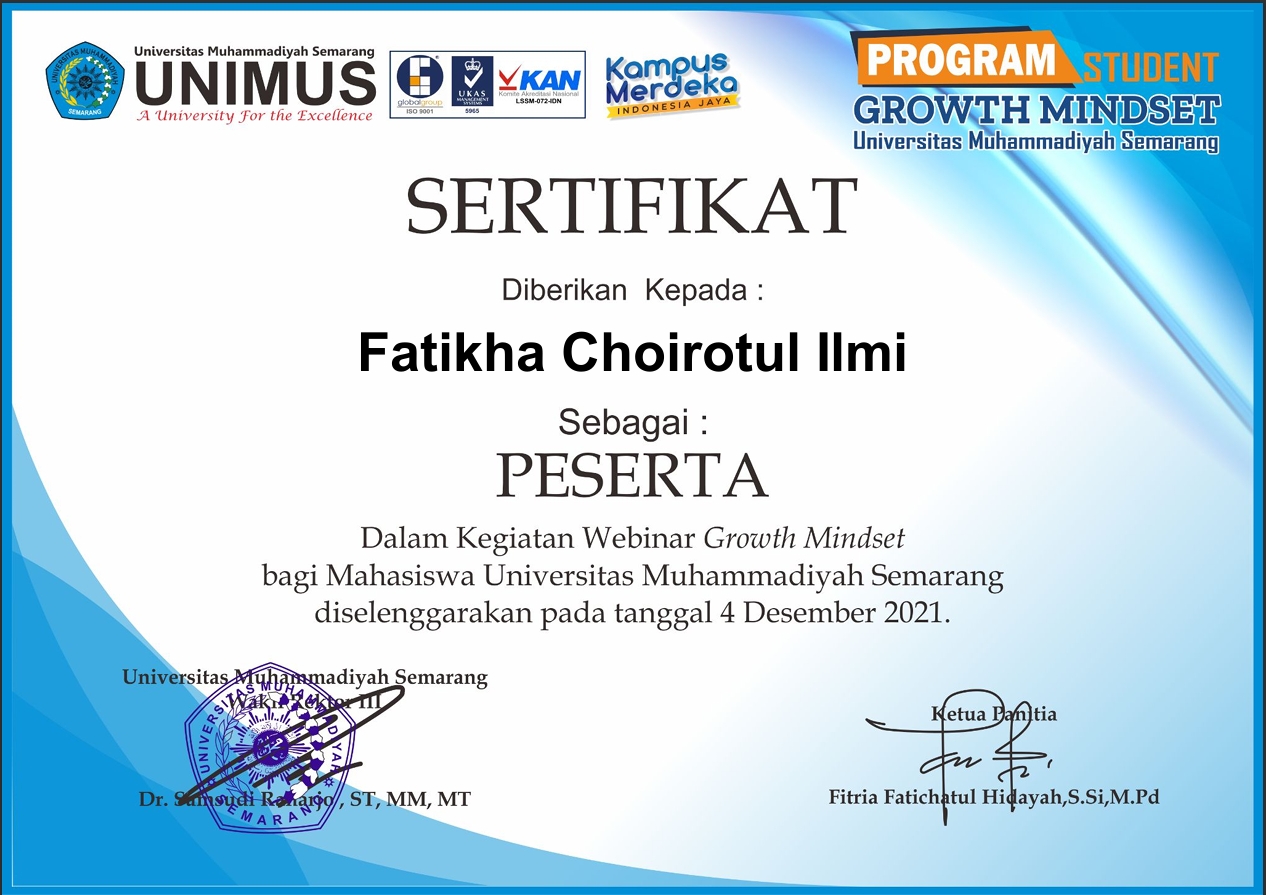 Universitas Muhammadiyah Semarang
UNIMUS
A University For the Excellence
UNIVERSITAS MUHAMMADIYAH
SEMARANG
globalgroup
ISO 9001
UKAS
MANAGEMENT
SYSTEMS
5965
KAN
Komite Akreditasi Nasional
LSSM-072-IDN
Kampus
Merdeka
INDONESIA JAYA
PROGRAM STUDENT
GROWTH MINDSET
Universitas Muhammadiyah Semarang
SERTIFIKAT
Diberikan Kepada :
Fatikha Choirotul Ilmi
Sebagai :
PESERTA
Dalam Kegiatan Webinar Growth Mindset
bagi Mahasiswa Universitas Muhammadiyah Semarang
diselenggarakan pada tanggal 4 Desember 2021.
Universitas Muhammadiyah Semarang
Wakil Rektor III
UNIVERSITAS MUHAMMADIYAH
SEMARANG
Dr. Samsudi Raharjo , ST, MM, MT
Ketua Panitia
Fitria Fatichatul Hidayah,S.Si,M.Pd